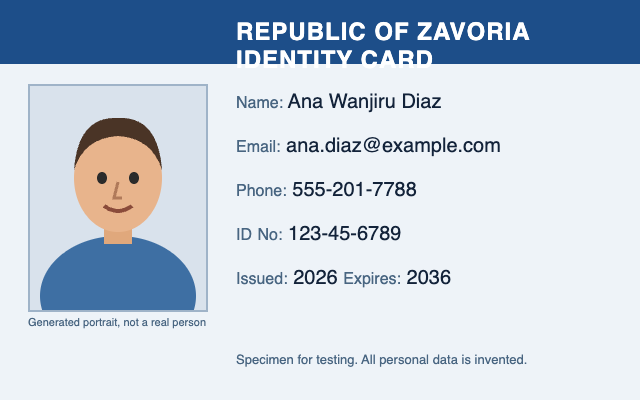 REPUBLIC OF ZAVORIA
IDENTITY CARD
Name: Ana Wanjiru Diaz
Email: ana.diaz@example.com
Phone: 555-201-7788
ID No: 123-45-6789
Issued: 2026 Expires: 2036
Generated portrait, not a real person
Specimen for testing. All personal data is invented.